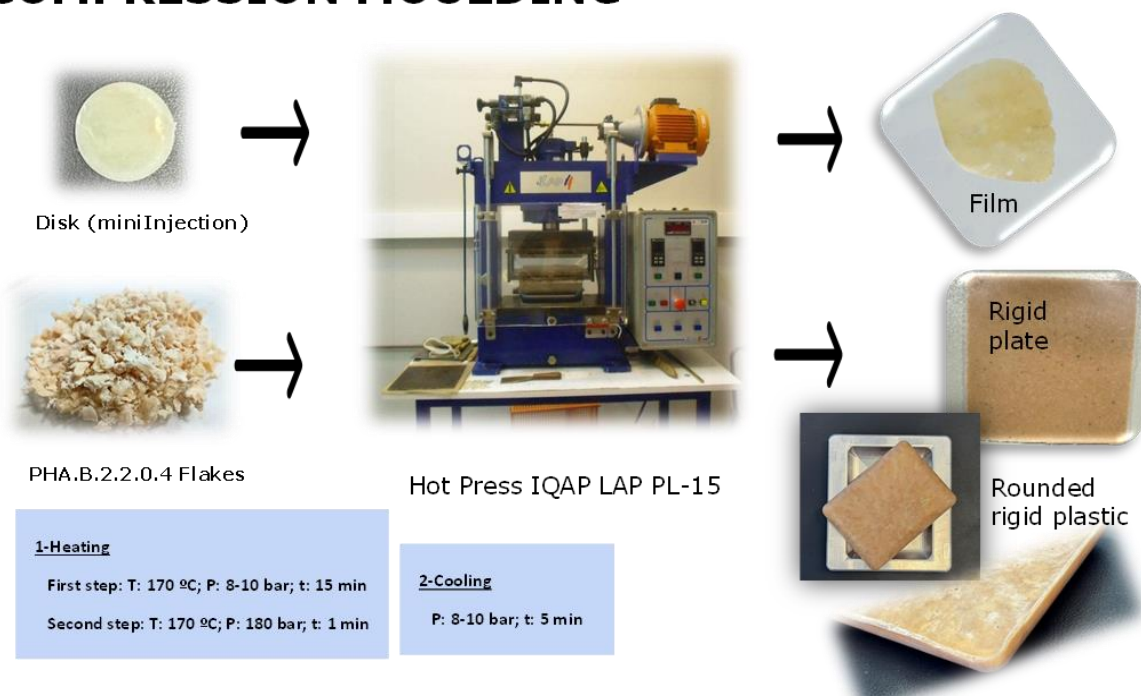 COMPRESSION MOULDING
Disk (miniInjection)
Film
Rigid
plate
PHA.B.2.2.0.4 Flakes
Hot Press IQAP LAP PL-15
Rounded
rigid plastic
1-Heating
First step: T: 170 ºC; P: 8-10 bar; t: 15 min
Second step: T: 170 ºC; P: 180 bar; t: 1 min
2-Cooling
P: 8-10 bar; t: 5 min